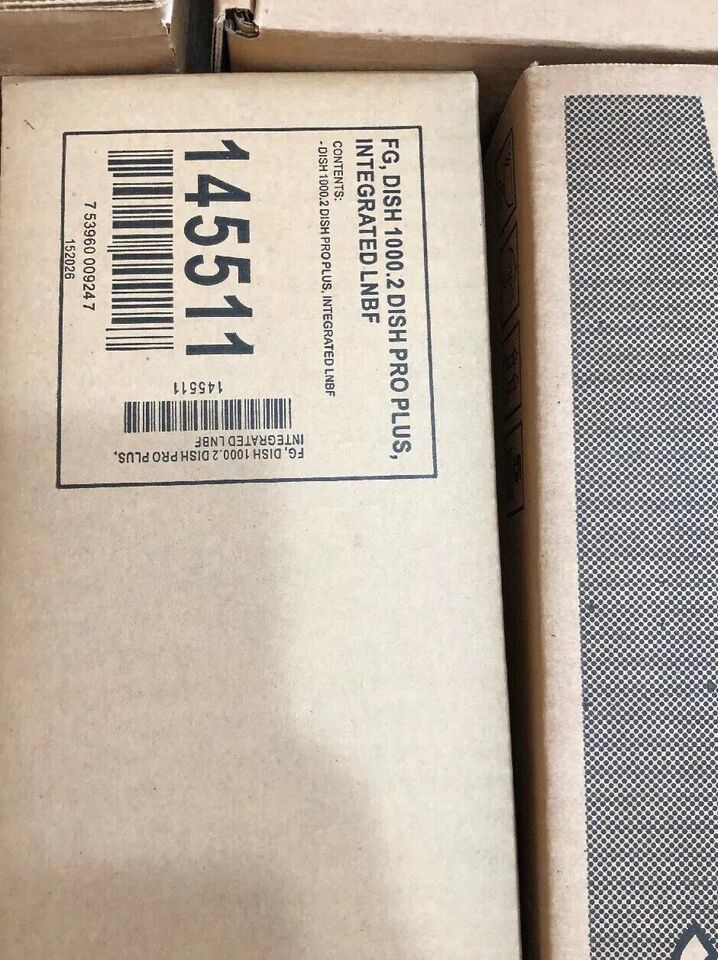 FG, DISH 1000.2 DISH PRO PLUS,
INTEGRATED LNBF
CONTENTS:
- DISH 1000.2 DISH PRO PLUS, INTEGRATED LNBF
145511
7 53960 00924 7
152026
145511
FG, DISH 1000.2 DISH PRO PLUS,
INTEGRATED LNBF